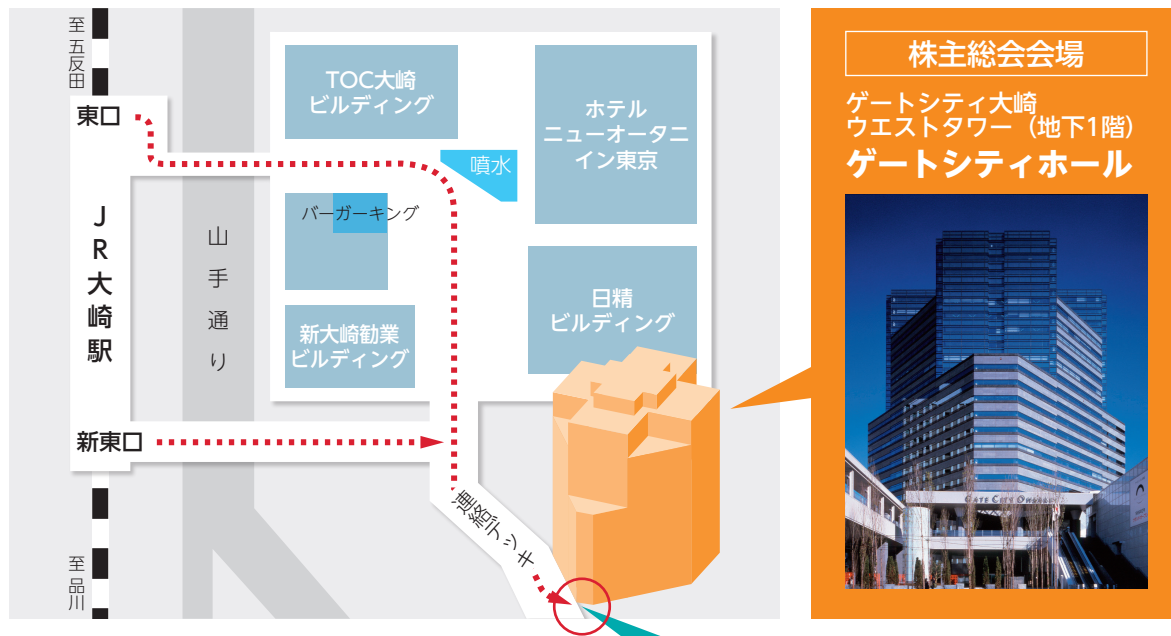 至五反田
東口
TOC大崎
ビルディング
ホテル
ニューオータニ
イン東京
噴水
バーガーキング
JR大崎駅
山手通り
日精
ビルディング
新大崎勧業
ビルディング
新東口
連絡デッキ
至品川
株主総会会場
ゲートシティ大崎
ウエストタワー（地下1階）
ゲートシティホール
GATE CITY OHSAKI